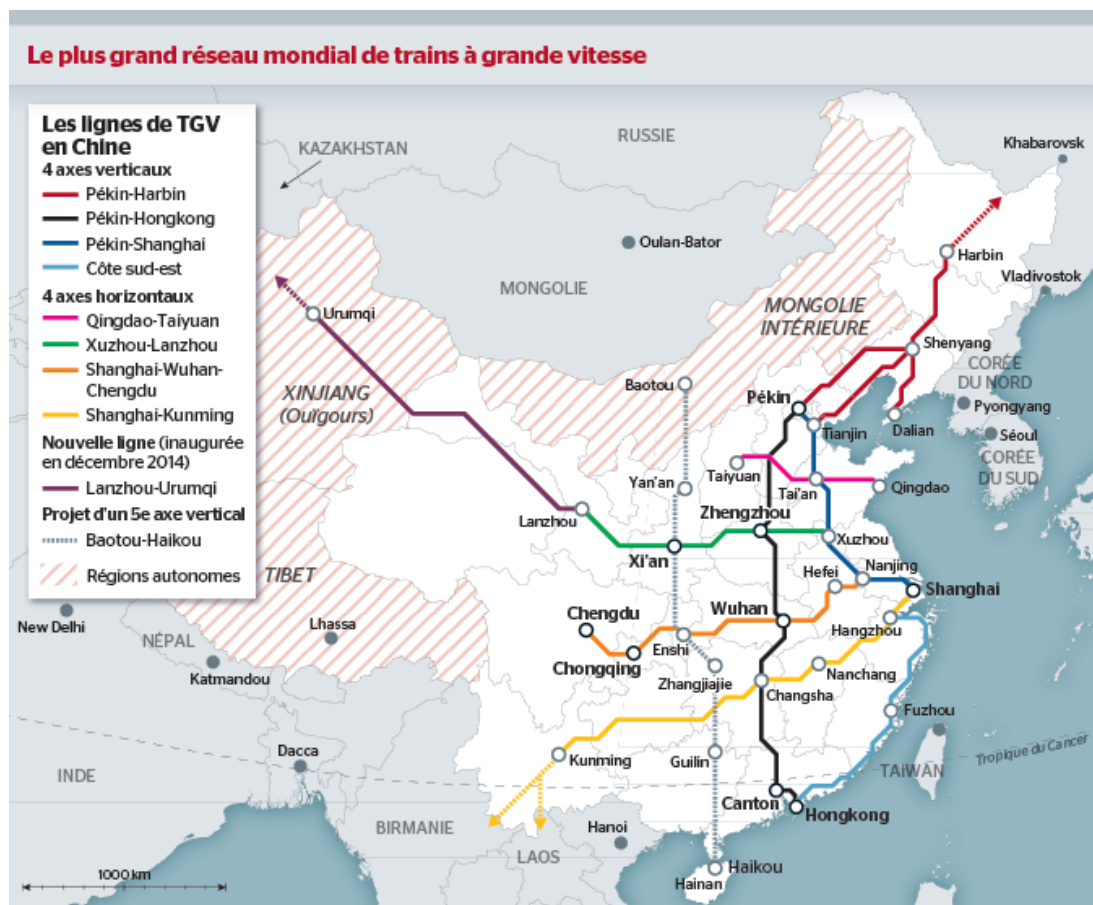 Le plus grand réseau mondial de trains à grande vitesse
Les lignes de TGV
en Chine
4 axes verticaux
Pékin-Harbin
Pékin-Hongkong
Pékin-Shanghai
Côte sud-est
4 axes horizontaux
Qingdao-Taiyuan
Xuzhou-Lanzhou
Shanghai-Wuhan-
Chengdu
Shanghai-Kunming
Nouvelle ligne (inaugurée
en décembre 2014)
Lanzhou-Urumqi
Projet d'un 5e axe vertical
Baotou-Haikou
Régions autonomes
KAZAKHSTAN
RUSSIE
Khabarovsk
Oulan-Bator
Harbin
MONGOLIE
Vladivostok
Urumqi
MONGOLIE
INTÉRIEURE
Shenyang
CORÉE
DU NORD
XINJIANG
(Ouïgours)
Baotou
Pékin
Pyongyang
Tianjin
Dalian
Séoul
CORÉE
DU SUD
Taiyuan
Yan'an
Tai'an
Qingdao
Lanzhou
Zhengzhou
Xuzhou
Xi'an
TIBET
Hefei
Nanjing
Shanghai
New Delhi
Lhassa
Chengdu
Wuhan
Hangzhou
NÉPAL
Enshi
Chongqing
Nanchang
Katmandou
Zhangjiajie
Changsha
Fuzhou
Dacca
Kunming
Guilin
Tropique du Cancer
INDE
TAÏWAN
Canton
Hongkong
BIRMANIE
Hanoi
LAOS
Haikou
Hainan
1000 km